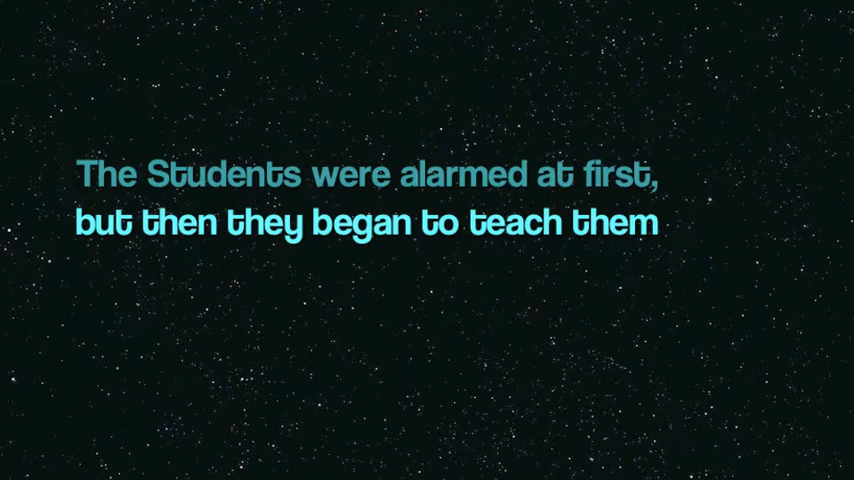 The Students were alarmed at first,
but then they began to teach them